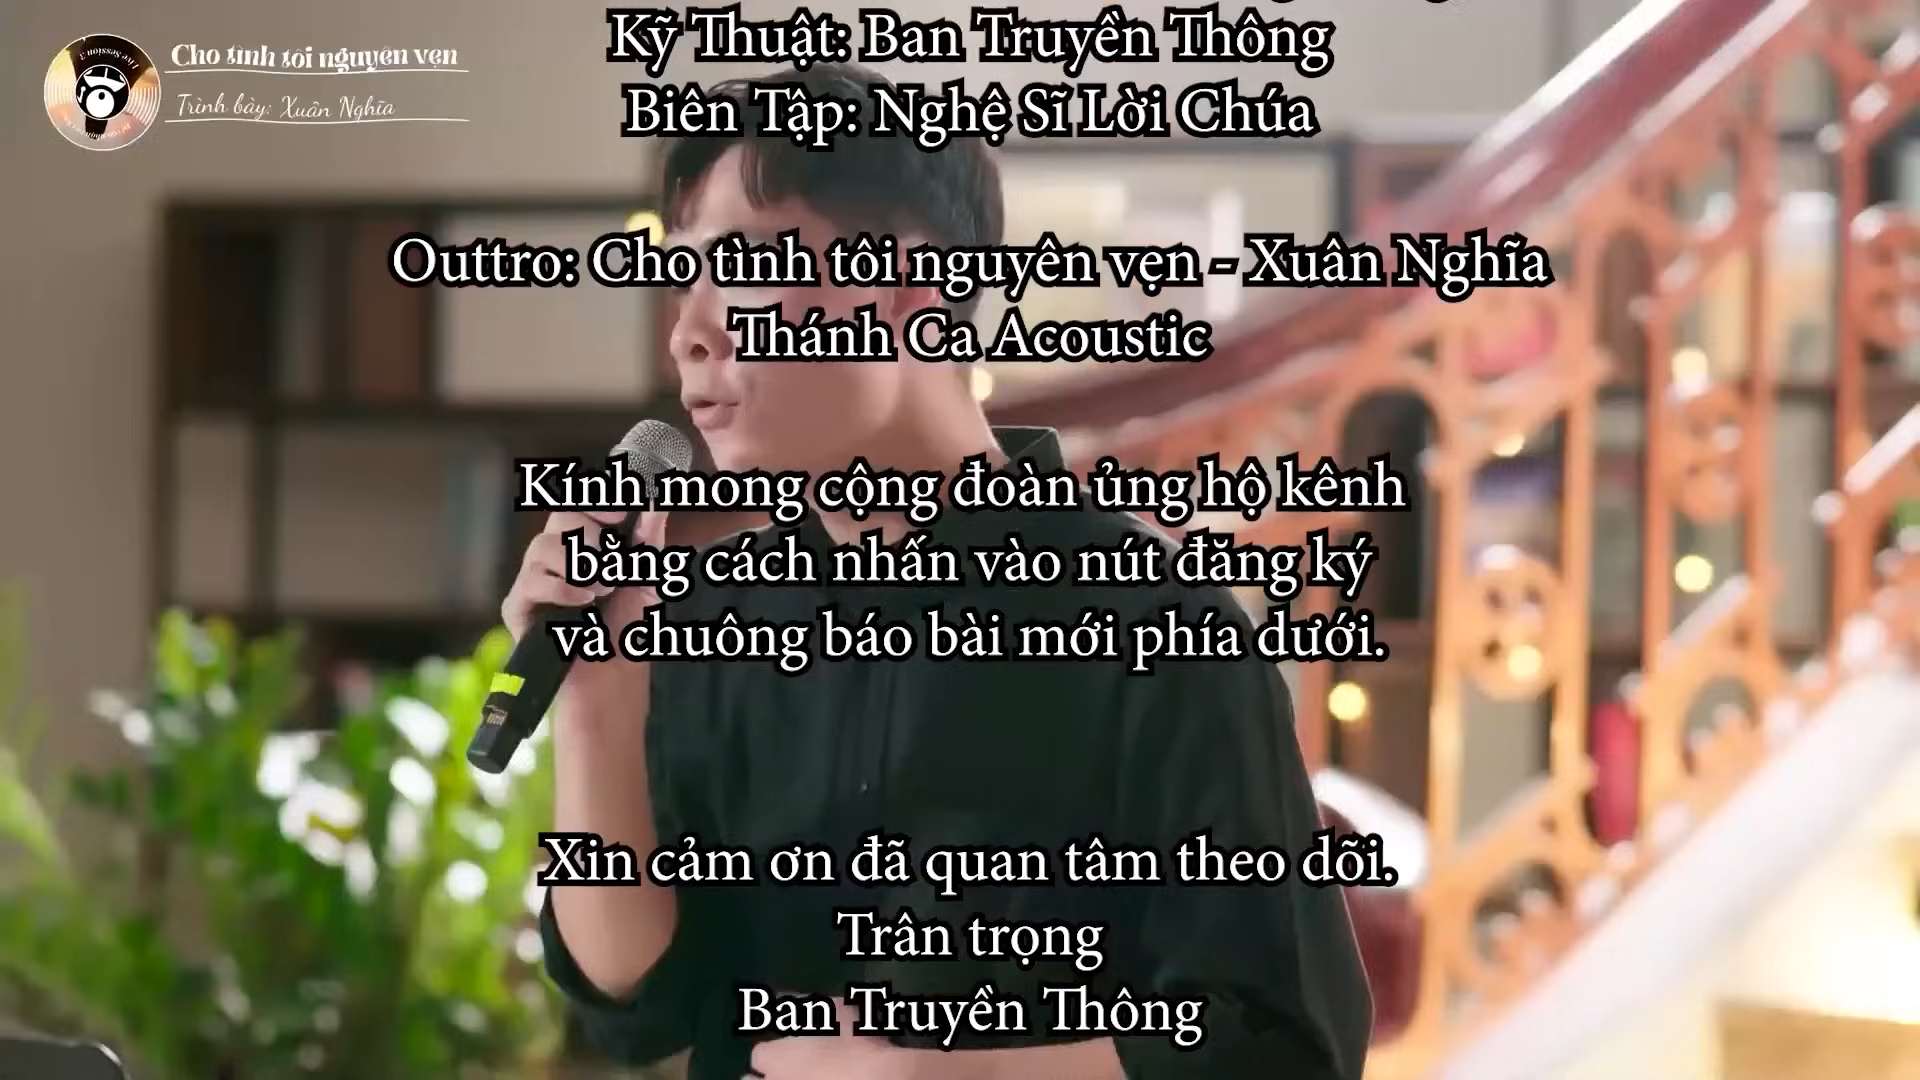 Cho tình tôi nguyên vẹn
Trình bày: Xuân Nghĩa
Kỹ Thuật: Ban Truyền Thông
Biên Tập: Nghệ Sĩ Lời Chúa
Outtro: Cho tình tôi nguyên vẹn - Xuân Nghĩa
Thánh Ca Acoustic
Kính mong cộng đoàn ủng hộ kênh
bằng cách nhấn vào nút đăng ký
và chuông báo bài mới phía dưới.
Xin cảm ơn đã quan tâm theo dõi.
Trân trọng
Ban Truyền Thông